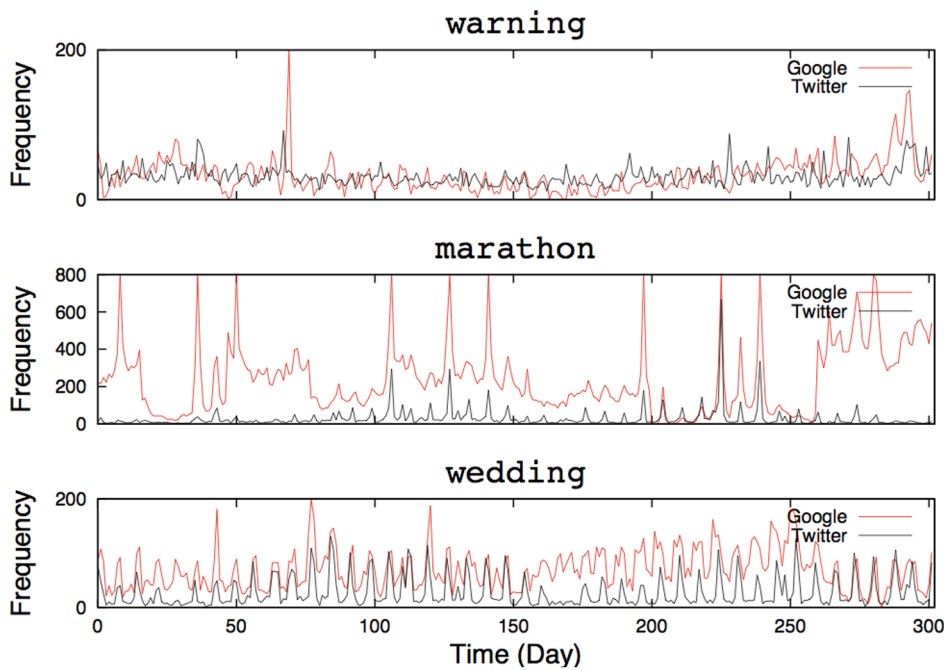 warning
200
Google
Twitter
Frequency
0
marathon
800
Google
Twitter
600
Frequency
400
200
0
wedding
200
Google
Twitter
Frequency
100
0
0 50 100 150 200 250 300
Time (Day)